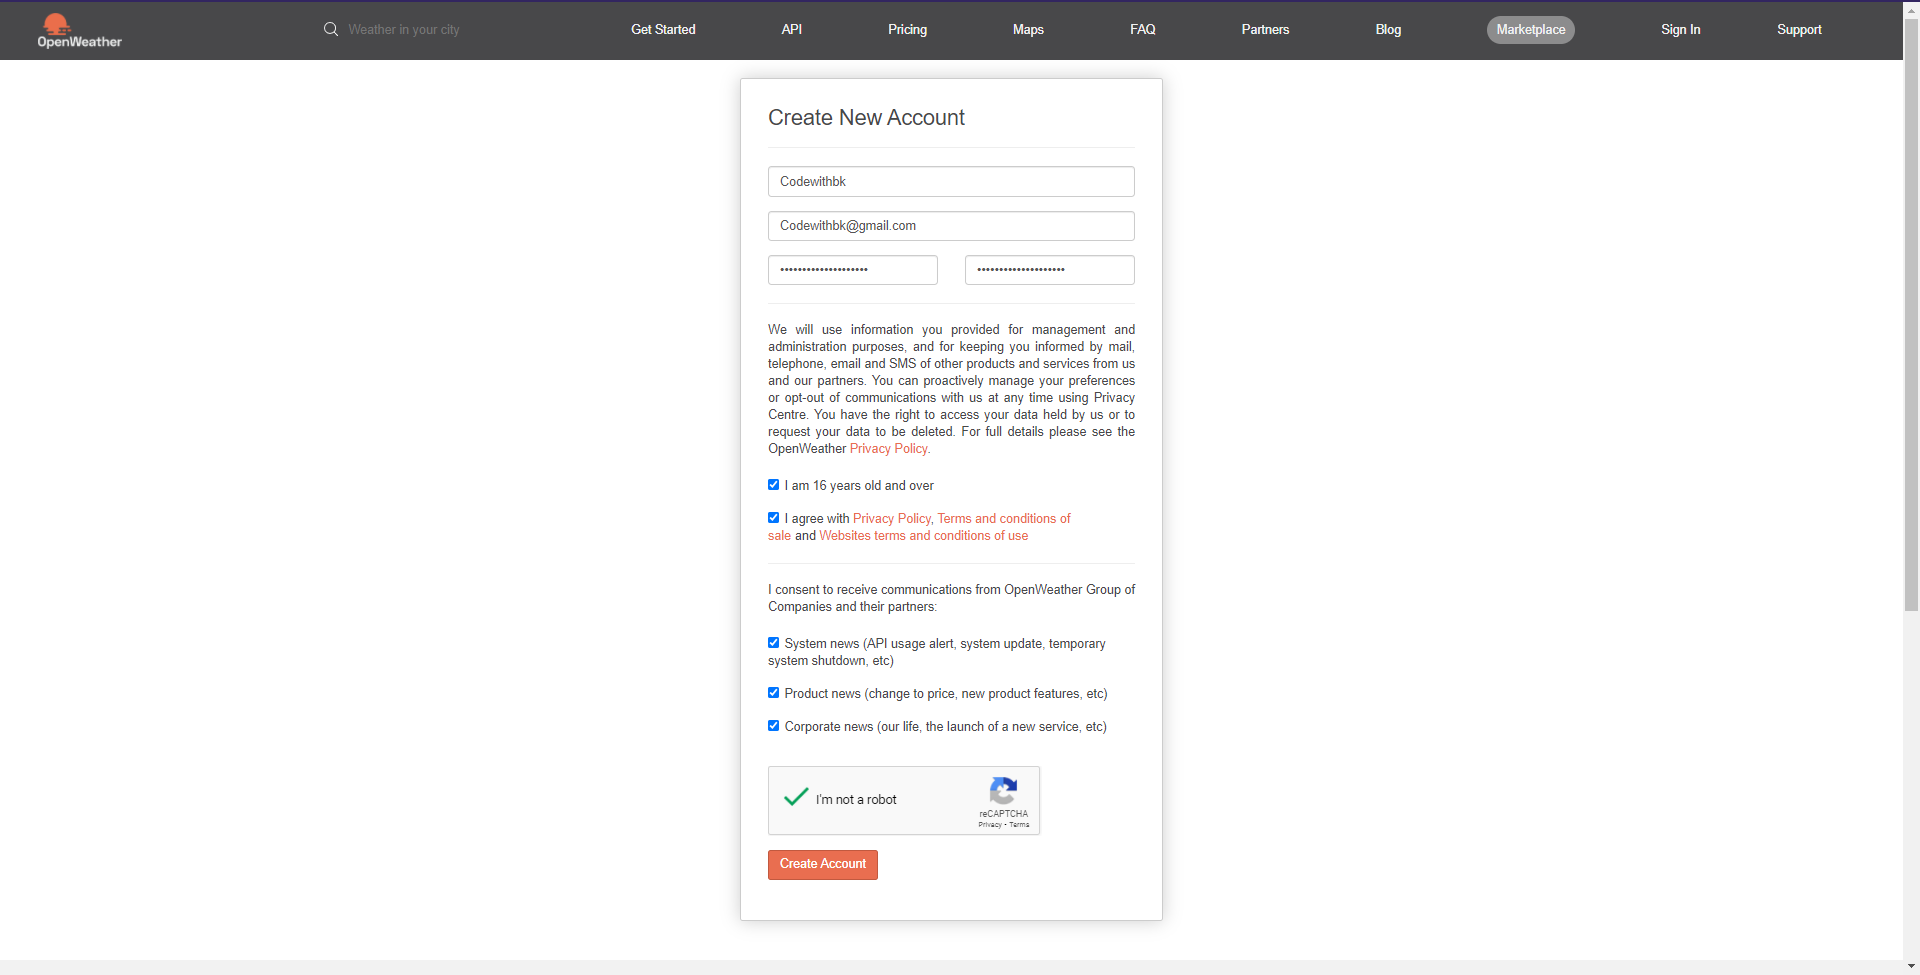 OpenWeather
Weather in your city
Get Started
API
Pricing
Maps
FAQ
Partners
Blog
Marketplace
Sign In
Support
Create New Account
Codewithbk
Codewithbk@gmail.com
••••••••••••••••••••
••••••••••••••••••••
We will use information you provided for management and
administration purposes, and for keeping you informed by mail,
telephone, email and SMS of other products and services from us
and our partners. You can proactively manage your preferences
or opt-out of communications with us at any time using Privacy
Centre. You have the right to access your data held by us or to
request your data to be deleted. For full details please see the
OpenWeather Privacy Policy.
I am 16 years old and over
I agree with Privacy Policy, Terms and conditions of
sale and Websites terms and conditions of use
I consent to receive communications from OpenWeather Group of
Companies and their partners:
System news (API usage alert, system update, temporary
system shutdown, etc)
Product news (change to price, new product features, etc)
Corporate news (our life, the launch of a new service, etc)
I'm not a robot
reCAPTCHA
Privacy - Terms
Create Account